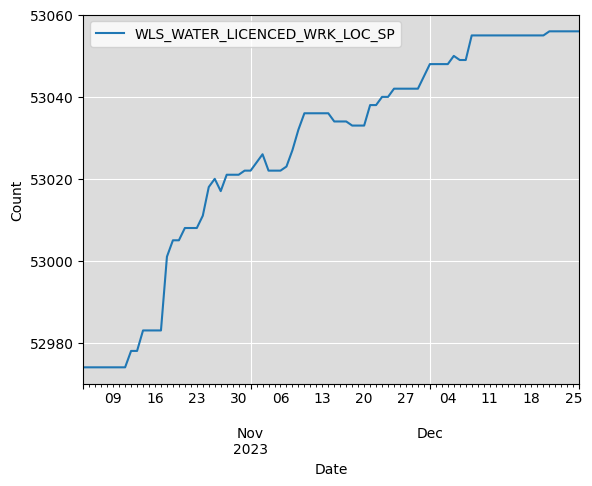 53060
WLS_WATER_LICENCED_WRK_LOC_SP
53040
53020
53000
52980
Count
09 16 23 30 06 13 20 27 04 11 18 25
Nov Dec
2023
Date